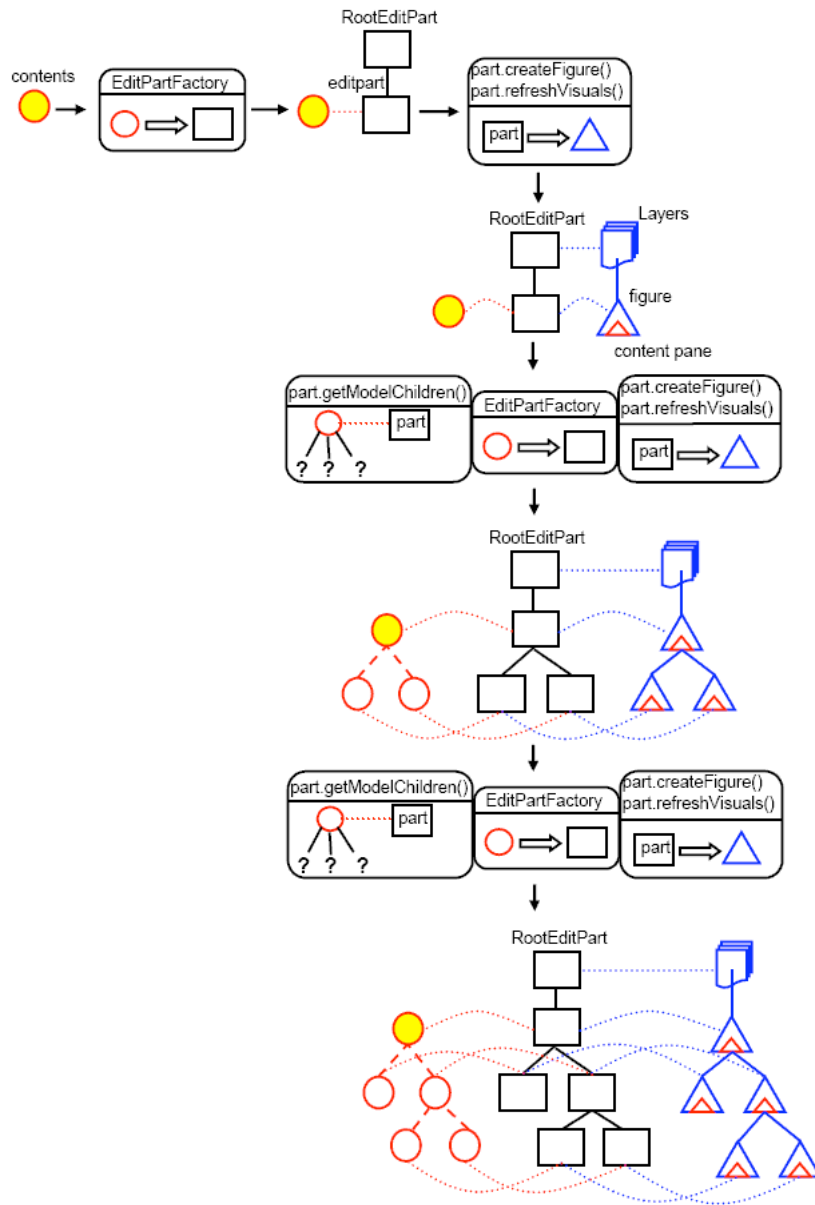 RootEditPart
contents
EditPartFactory
editpart
part.createFigure()
part.refreshVisuals()
part
RootEditPart
Layers
figure
content pane
part.getModelChildren()
part
? ? ?
EditPartFactory
part.createFigure()
part.refreshVisuals()
part
RootEditPart
part.getModelChildren()
part
? ? ?
EditPartFactory
part.createFigure()
part.refreshVisuals()
part
RootEditPart